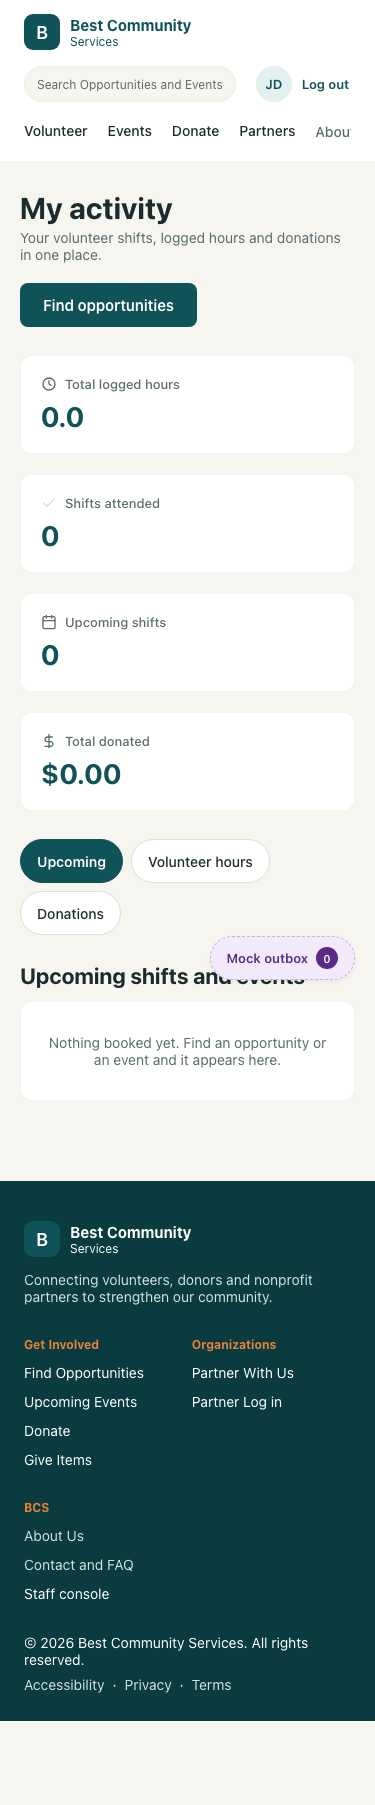 B
Best Community
Services
Search Opportunities and Events
JD
Log out
Volunteer
Events
Donate
Partners
About
My activity
Your volunteer shifts, logged hours and donations
in one place.
Find opportunities
Total logged hours
0.0
Shifts attended
0
Upcoming shifts
0
Total donated
$0.00
Upcoming
Volunteer hours
Donations
Mock outbox 0
Upcoming shifts and events
Nothing booked yet. Find an opportunity or
an event and it appears here.
B
Best Community
Services
Connecting volunteers, donors and nonprofit
partners to strengthen our community.
Get Involved
Find Opportunities
Upcoming Events
Donate
Give Items
Organizations
Partner With Us
Partner Log in
BCS
About Us
Contact and FAQ
Staff console
© 2026 Best Community Services. All rights
reserved.
Accessibility · Privacy · Terms